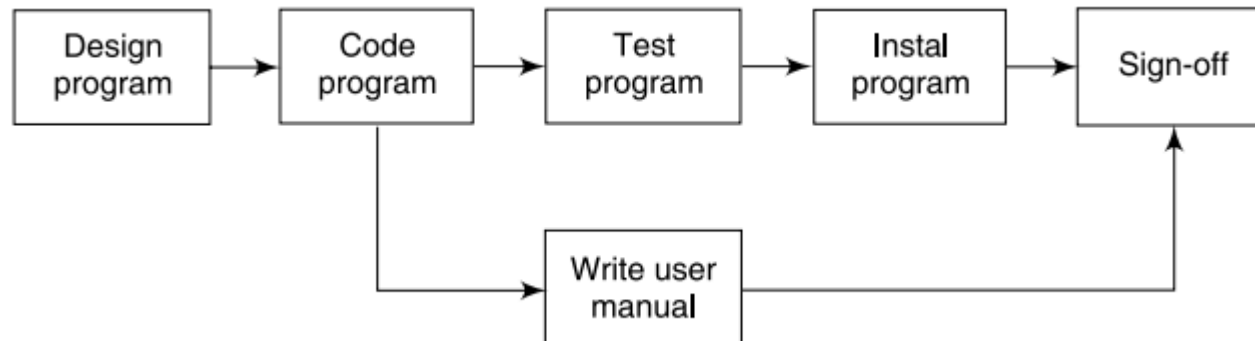 Design
program
Code
program
Test
program
Instal
program
Sign-off
Write user
manual